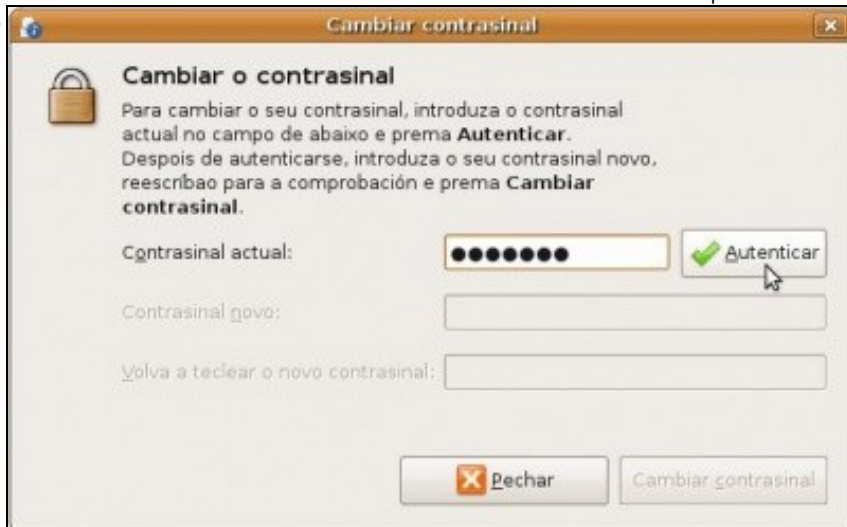 Cambiar contrasinal
Cambiar o contrasinal
Para cambiar o seu contrasinal, introduza o contrasinal
actual no campo de abaixo e prema Autenticar.
Despois de autenticarse, introduza o seu contrasinal novo,
reescríbao para a comprobación e prema Cambiar
contrasinal.
Contrasinal actual: ●●●●●●● Autenticar
Contrasinal novo:
Volva a teclear o novo contrasinal:
Pechar Cambiar contrasinal